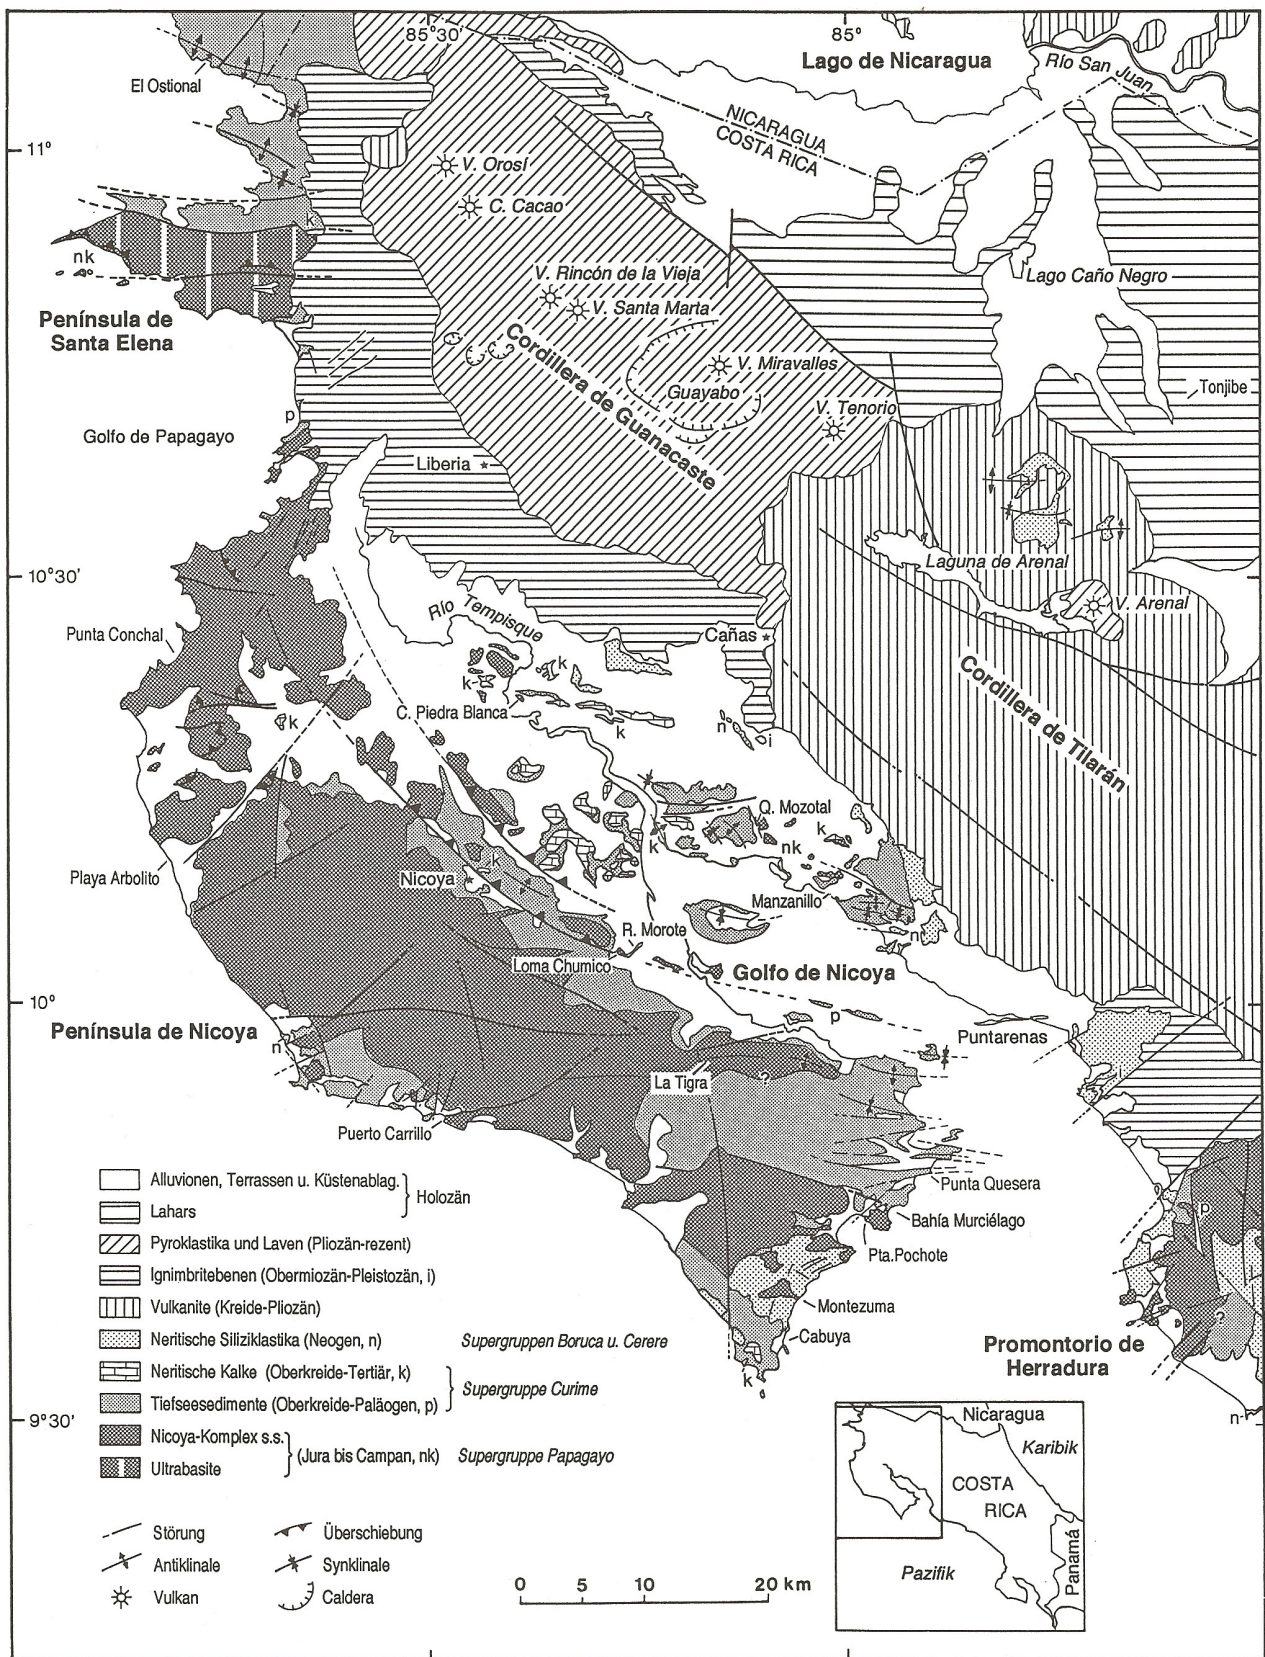 85°30'
85°
Lago de Nicaragua
Río San Juan
El Ostional
NICARAGUA
COSTA RICA
11°
V. Orosí
C. Cacao
k
nk
V. Rincón de la Vieja
V. Santa Maria
Lago Caño Negro
Península de
Santa Elena
Cordillera de Guanacaste
V. Miravalles
Guayabo
Tonjibe
p
V. Tenorio
Golfo de Papagayo
Liberia
Laguna de Arenal
10°30'
V. Arenal
Río Tempisque
Punta Conchal
Cañas
k
k
Cordillera de Tilarán
C. Piedra Blanca
k
k
n
i
Q. Mozotal
k
k
nk
k
Playa Arbolito
Nicoya
Manzanillo
R. Morote
n
Loma Chumico
Golfo de Nicoya
10°
p
Península de Nicoya
Puntarenas
n
La Tigra
?
Puerto Carrillo
Punta Quesera
Bahía Murciélago
p
Pta.Pochote
Montezuma
?
Cabuya
Promontorio de
Herradura
k
n
9°30'
Alluvionen, Terrassen u. Küstenablag.
Lahars
Holozän
Pyroklastika und Laven (Pliozän-rezent)
Ignimbritebenen (Obermiozän-Pleistozän, i)
Vulkanite (Kreide-Pliozän)
Neritische Siliziklastika (Neogen, n) Supergruppen Boruca u. Cerere
Neritische Kalke (Oberkreide-Tertiär, k)
Supergruppe Curime
Tiefseesedimente (Oberkreide-Paläogen, p)
Nicoya-Komplex s.s.
(Jura bis Campan, nk) Supergruppe Papagayo
Ultrabasite
Störung
Überschiebung
Antiklinale
Synklinale
Vulkan
Caldera
0 5 10 20 km
Nicaragua
Karibik
COSTA
RICA
Panamá
Pazifik